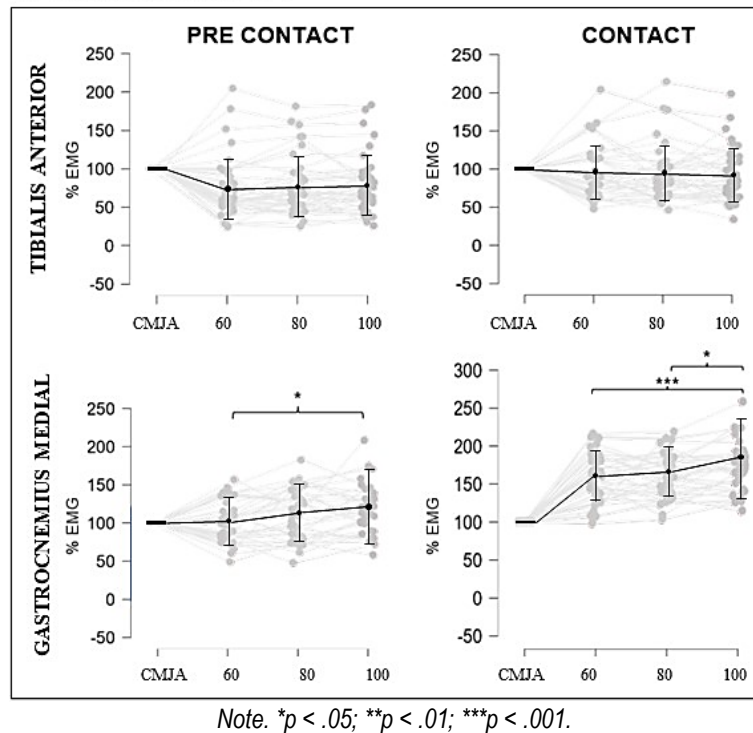 PRE CONTACT
CONTACT
TIBIALIS ANTERIOR
% EMG
250
200
150
100
50
0
-50
CMJA 60 80 100
% EMG
250
200
150
100
50
0
-50
CMJA 60 80 100
GASTROCNEMIUS MEDIAL
% EMG
250
200
150
100
50
0
-50
*
CMJA 60 80 100
% EMG
300
250
200
150
100
50
0
-50
*
***
CMJA 60 80 100
Note. *p < .05; **p < .01; ***p < .001.